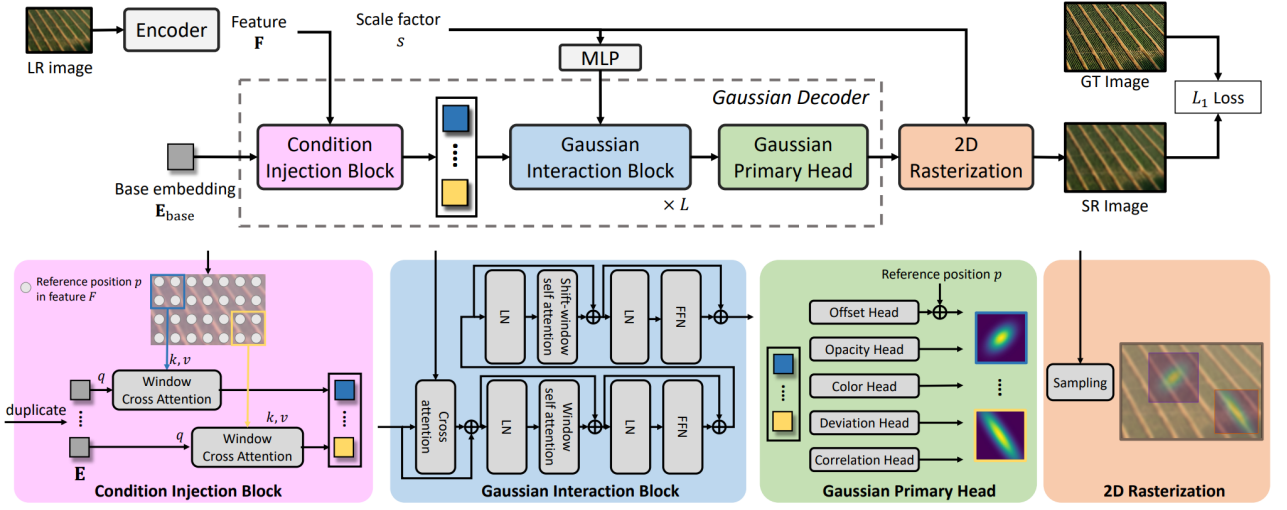 LR image
Encoder
Feature
F
Scale factor
s
MLP
Gaussian Decoder
Base embedding
E_base
Condition
Injection Block
Gaussian
Interaction Block
× L
Gaussian
Primary Head
2D
Rasterization
GT Image
L₁ Loss
SR Image
Reference position p
in feature F
k, v
q
Window
Cross Attention
duplicate
k, v
q
Window
Cross Attention
E
Condition Injection Block
LN
Shift-window
self attention
LN
FFN
Cross
attention
LN
Window
self attention
LN
FFN
Gaussian Interaction Block
Reference position p
Offset Head
Opacity Head
Color Head
Deviation Head
Correlation Head
Gaussian Primary Head
Sampling
2D Rasterization